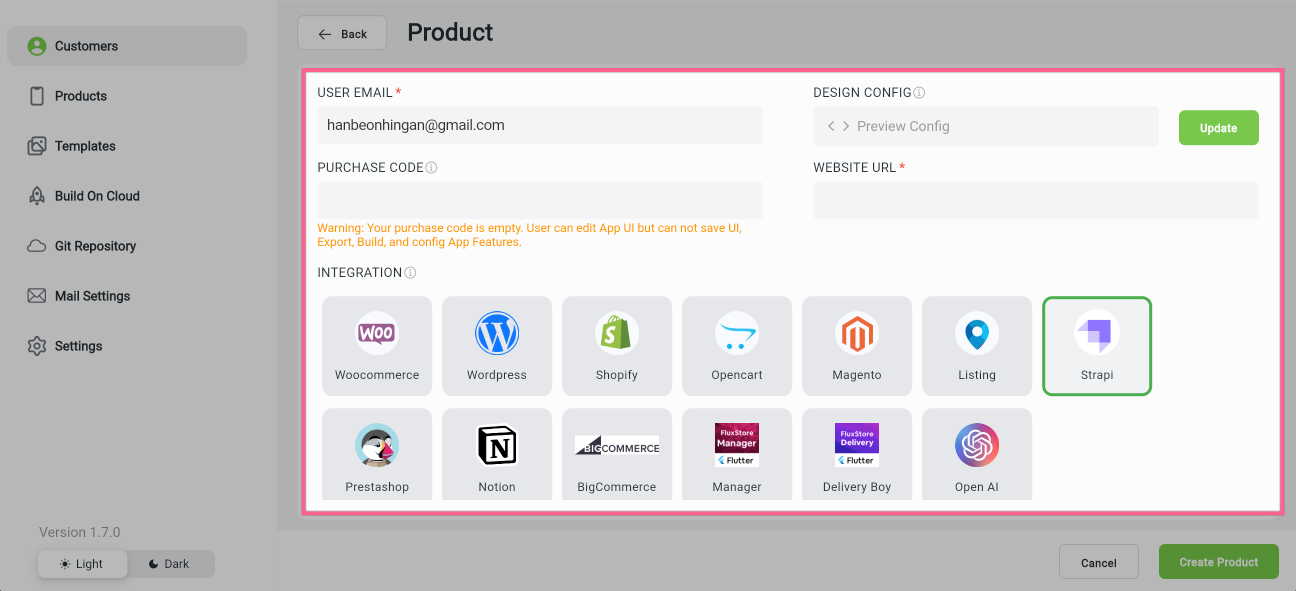 Customers
Products
Templates
Build On Cloud
Git Repository
Mail Settings
Settings
Version 1.7.0
Light
Dark
Back
Product
USER EMAIL *
hanbeonhingan@gmail.com
DESIGN CONFIG
Preview Config
Update
PURCHASE CODE
WEBSITE URL *
Warning: Your purchase code is empty. User can edit App UI but can not save UI,
Export, Build, and config App Features.
INTEGRATION
WOO
Woocommerce
Wordpress
Shopify
Opencart
Magento
Listing
Strapi
Prestashop
N
Notion
BIGCOMMERCE
BigCommerce
FluxStore
Manager
Flutter
Manager
FluxStore
Delivery
Flutter
Delivery Boy
Open AI
Cancel
Create Product